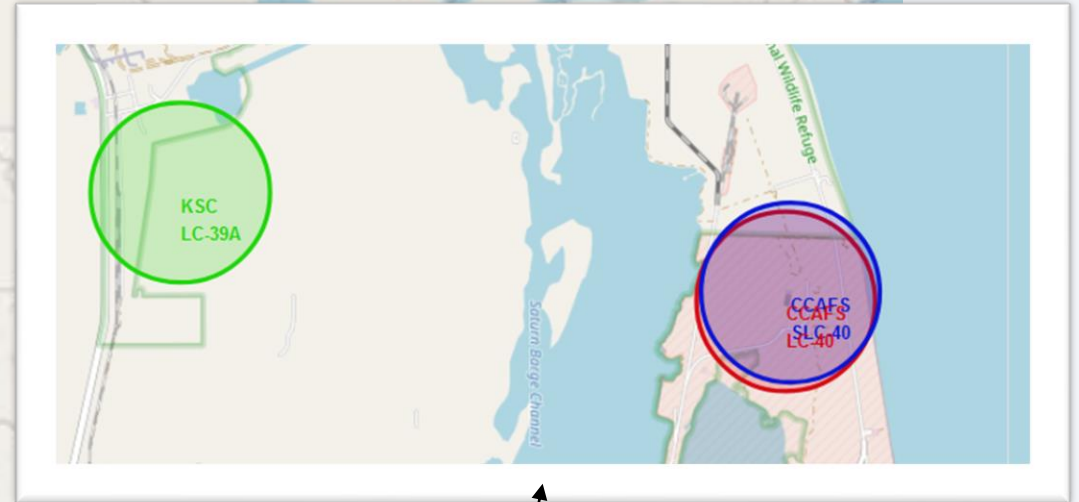 nal Wildlife Refuge
KSC
LC-39A
CCAFS
SLC-40
CCAFS
LC-40
Saturn Barge Channel